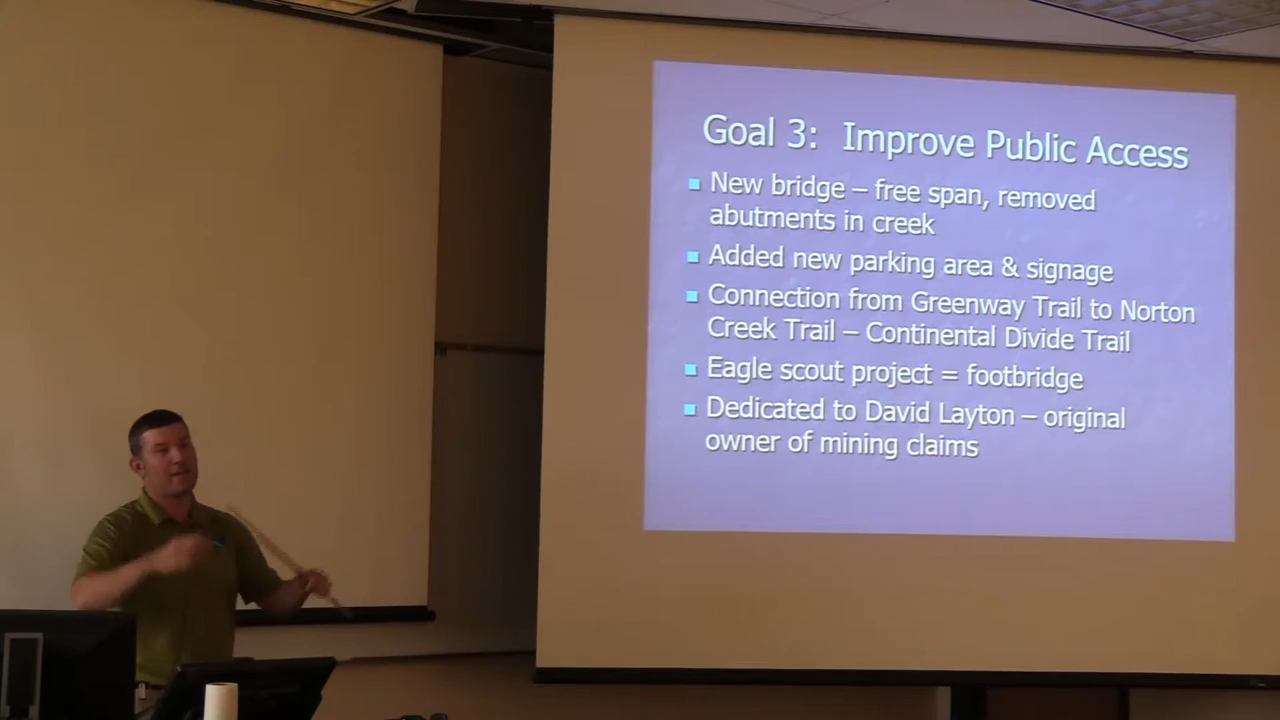 Goal 3: Improve Public Access
New bridge – free span, removed
abutments in creek
Added new parking area & signage
Connection from Greenway Trail to Norton
Creek Trail – Continental Divide Trail
Eagle scout project = footbridge
Dedicated to David Layton – original
owner of mining claims